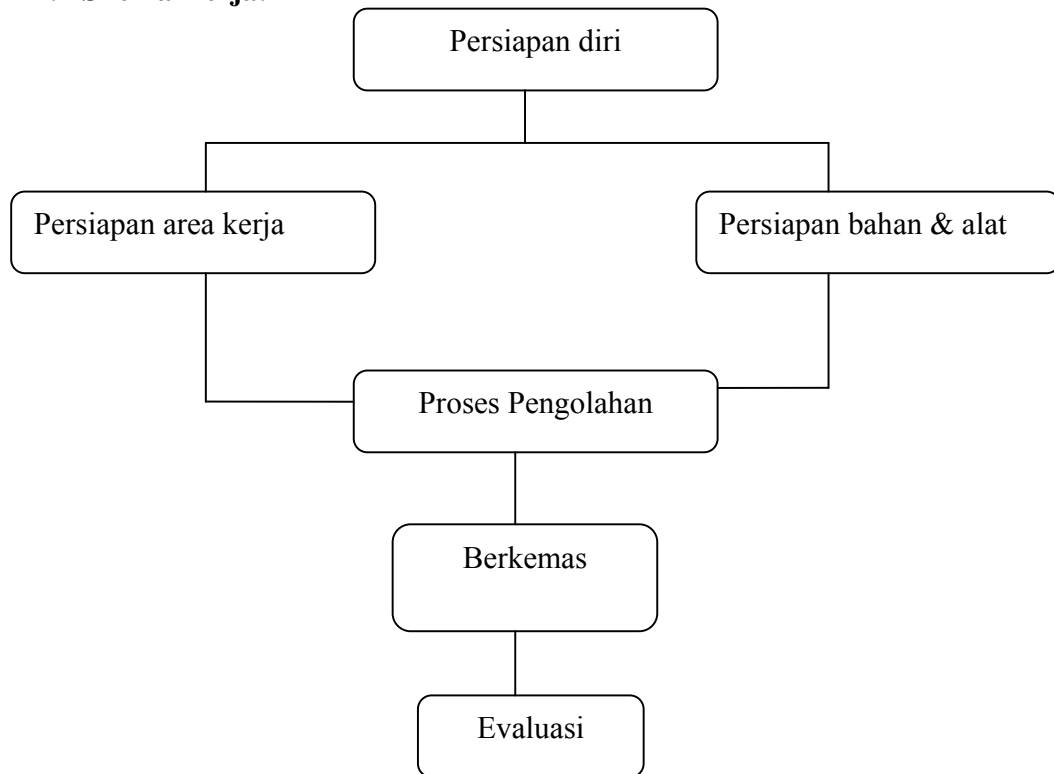 Persiapan diri
Persiapan area kerja
Persiapan bahan & alat
Proses Pengolahan
Berkemas
Evaluasi